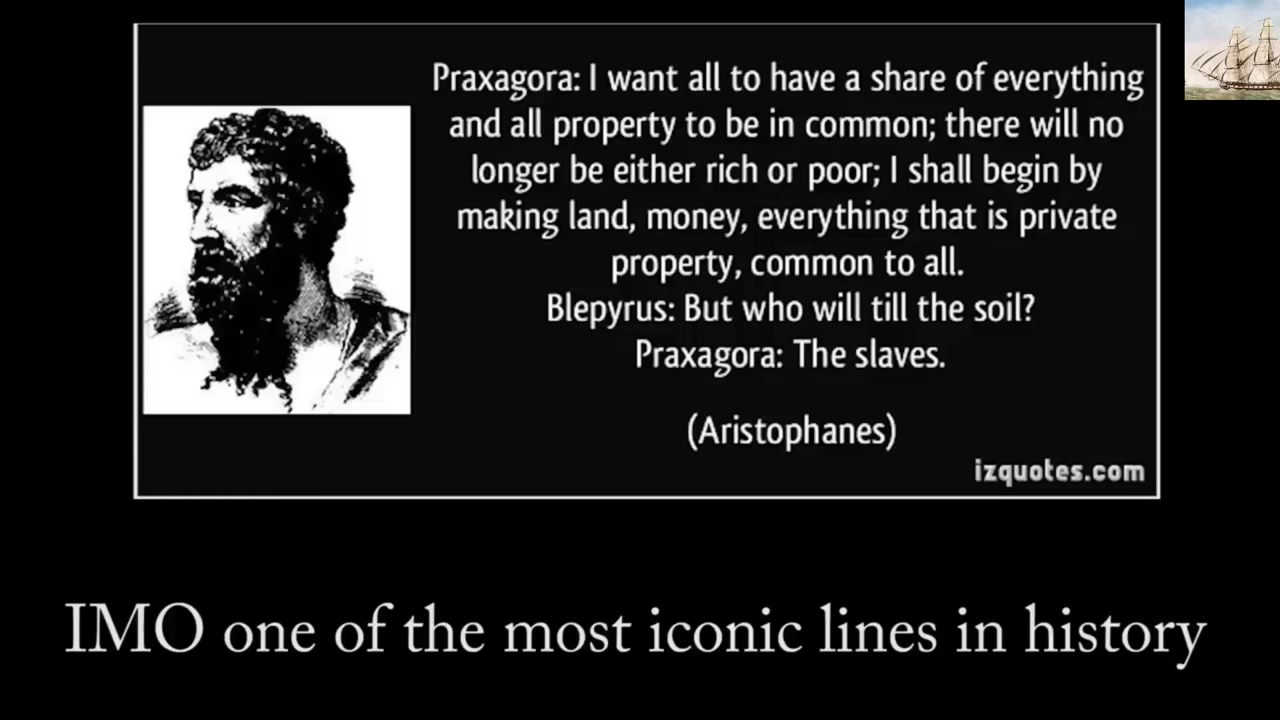 Praxagora: I want all to have a share of everything
and all property to be in common; there will no
longer be either rich or poor; I shall begin by
making land, money, everything that is private
property, common to all.
Blepyrus: But who will till the soil?
Praxagora: The slaves.
(Aristophanes)
izquotes.com
IMO one of the most iconic lines in history